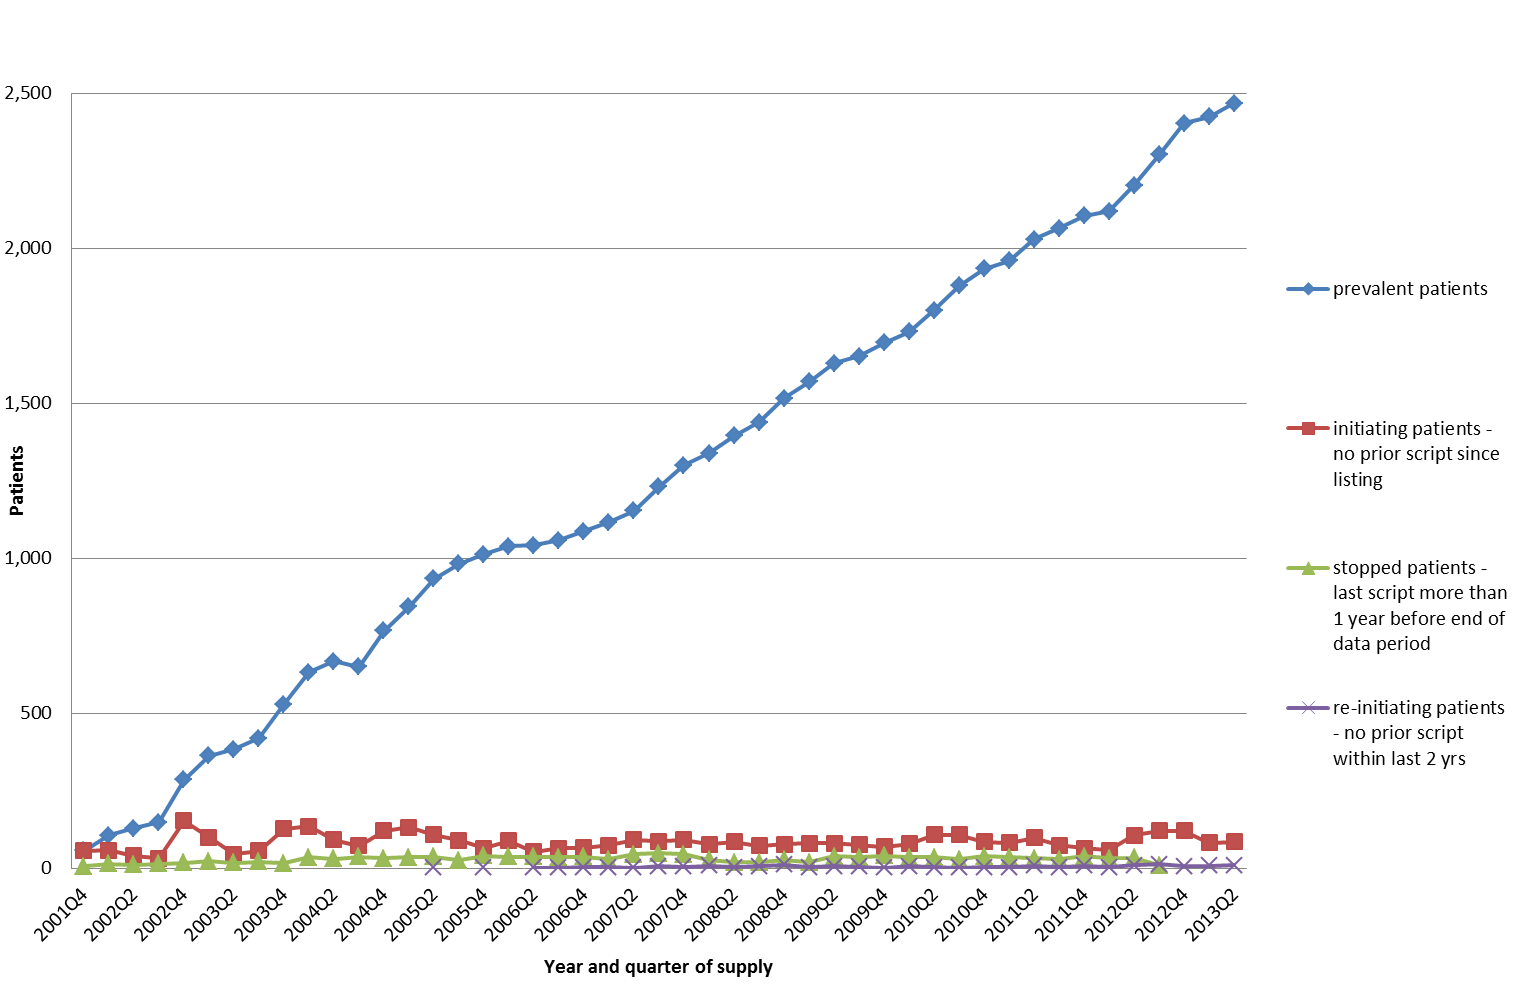 2,500
2,000
1,500
1,000
500
0
Patients
2001Q4
2002Q2
2002Q4
2003Q2
2003Q4
2004Q2
2004Q4
2005Q2
2005Q4
2006Q2
2006Q4
2007Q2
2007Q4
2008Q2
2008Q4
2009Q2
2009Q4
2010Q2
2010Q4
2011Q2
2011Q4
2012Q2
2012Q4
2013Q2
Year and quarter of supply
prevalent patients
initiating patients -
no prior script since
listing
stopped patients -
last script more than
1 year before end of
data period
re-initiating patients
- no prior script
within last 2 yrs